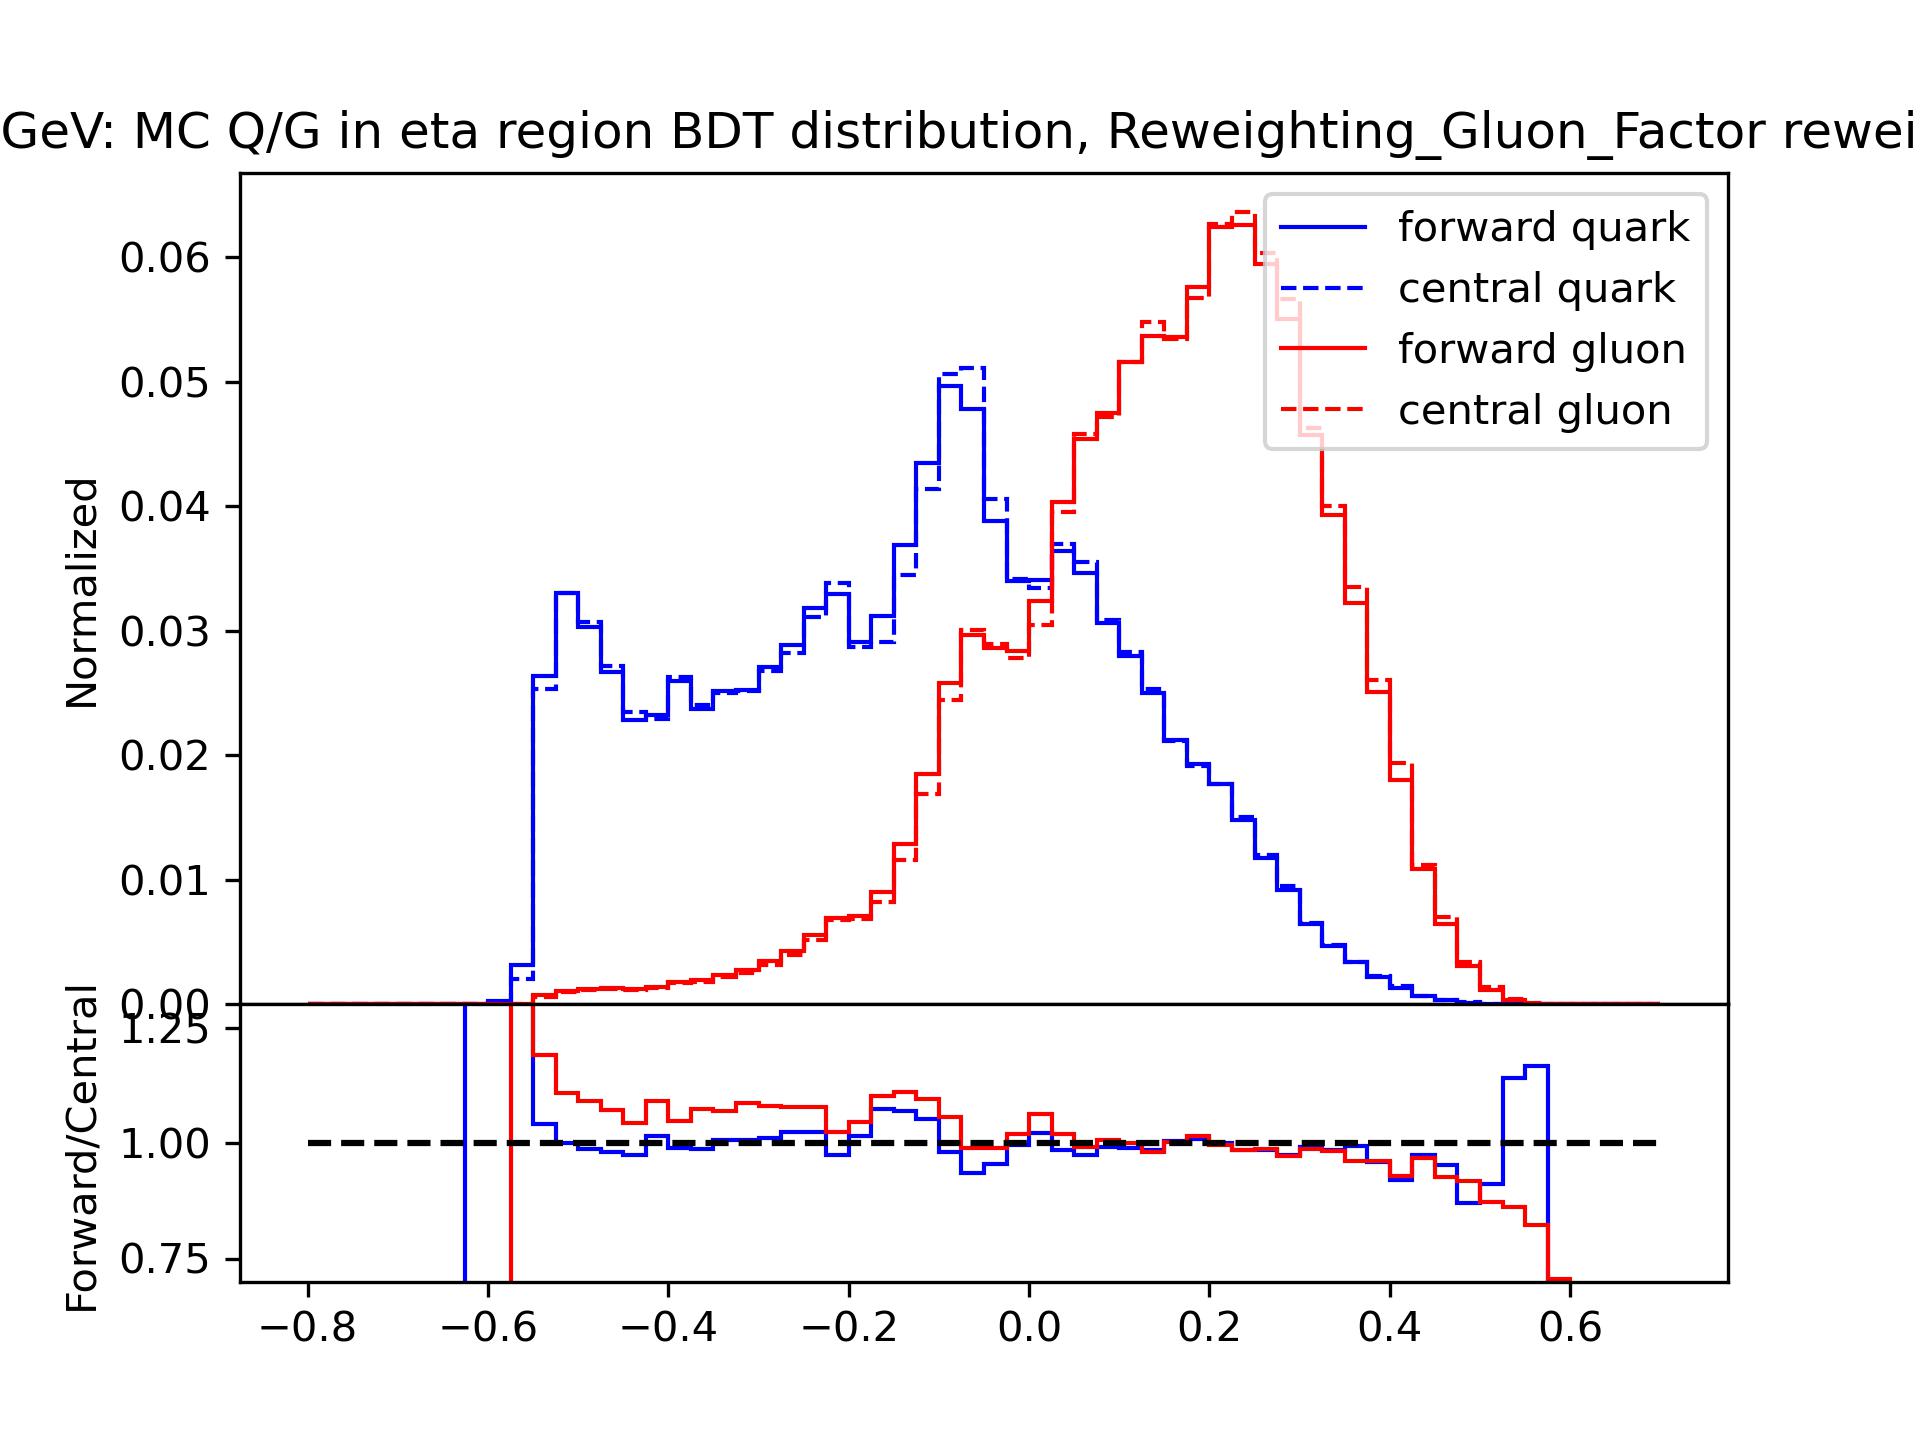 GeV: MC Q/G in eta region BDT distribution, Reweighting_Gluon_Factor rewei
forward quark
central quark
forward gluon
central gluon
Normalized
0.06
0.05
0.04
0.03
0.02
0.01
0.00
Forward/Central
1.25
1.00
0.75
−0.8 −0.6 −0.4 −0.2 0.0 0.2 0.4 0.6